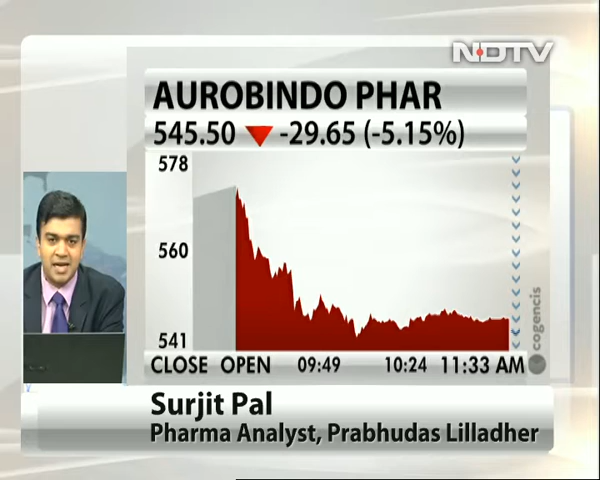 NDTV
AUROBINDO PHAR
545.50 -29.65 (-5.15%)
578
560
541
CLOSE OPEN 09:49 10:24 11:33 AM
cogencis
Surjit Pal
Pharma Analyst, Prabhudas Lilladher